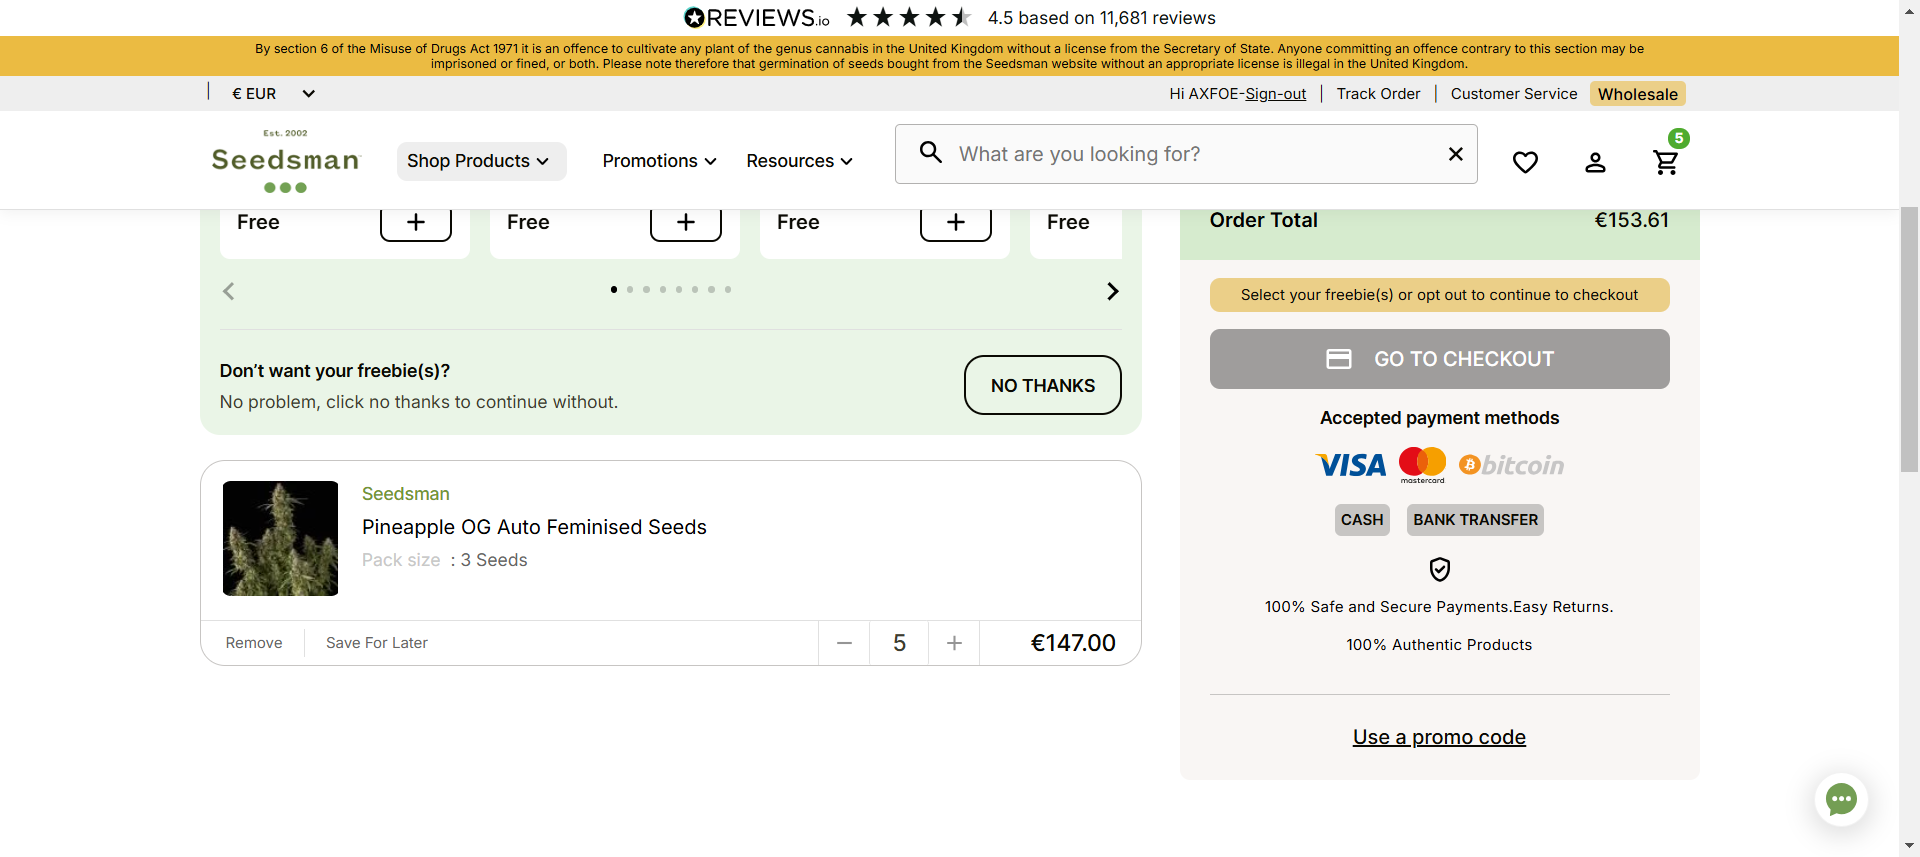 REVIEWS.io 4.5 based on 11,681 reviews
By section 6 of the Misuse of Drugs Act 1971 it is an offence to cultivate any plant of the genus cannabis in the United Kingdom without a license from the Secretary of State. Anyone committing an offence contrary to this section may be
imprisoned or fined, or both. Please note therefore that germination of seeds bought from the Seedsman website without an appropriate license is illegal in the United Kingdom.
€ EUR
Hi AXFOE-Sign-out | Track Order | Customer Service Wholesale
Est. 2002
Seedsman
Shop Products
Promotions
Resources
What are you looking for?
5
Free
Free
Free
Free
Don’t want your freebie(s)?
No problem, click no thanks to continue without.
NO THANKS
Seedsman
Pineapple OG Auto Feminised Seeds
Pack size : 3 Seeds
Remove
Save For Later
5
€147.00
Order Total €153.61
Select your freebie(s) or opt out to continue to checkout
GO TO CHECKOUT
Accepted payment methods
VISA mastercard bitcoin
CASH BANK TRANSFER
100% Safe and Secure Payments.Easy Returns.
100% Authentic Products
Use a promo code